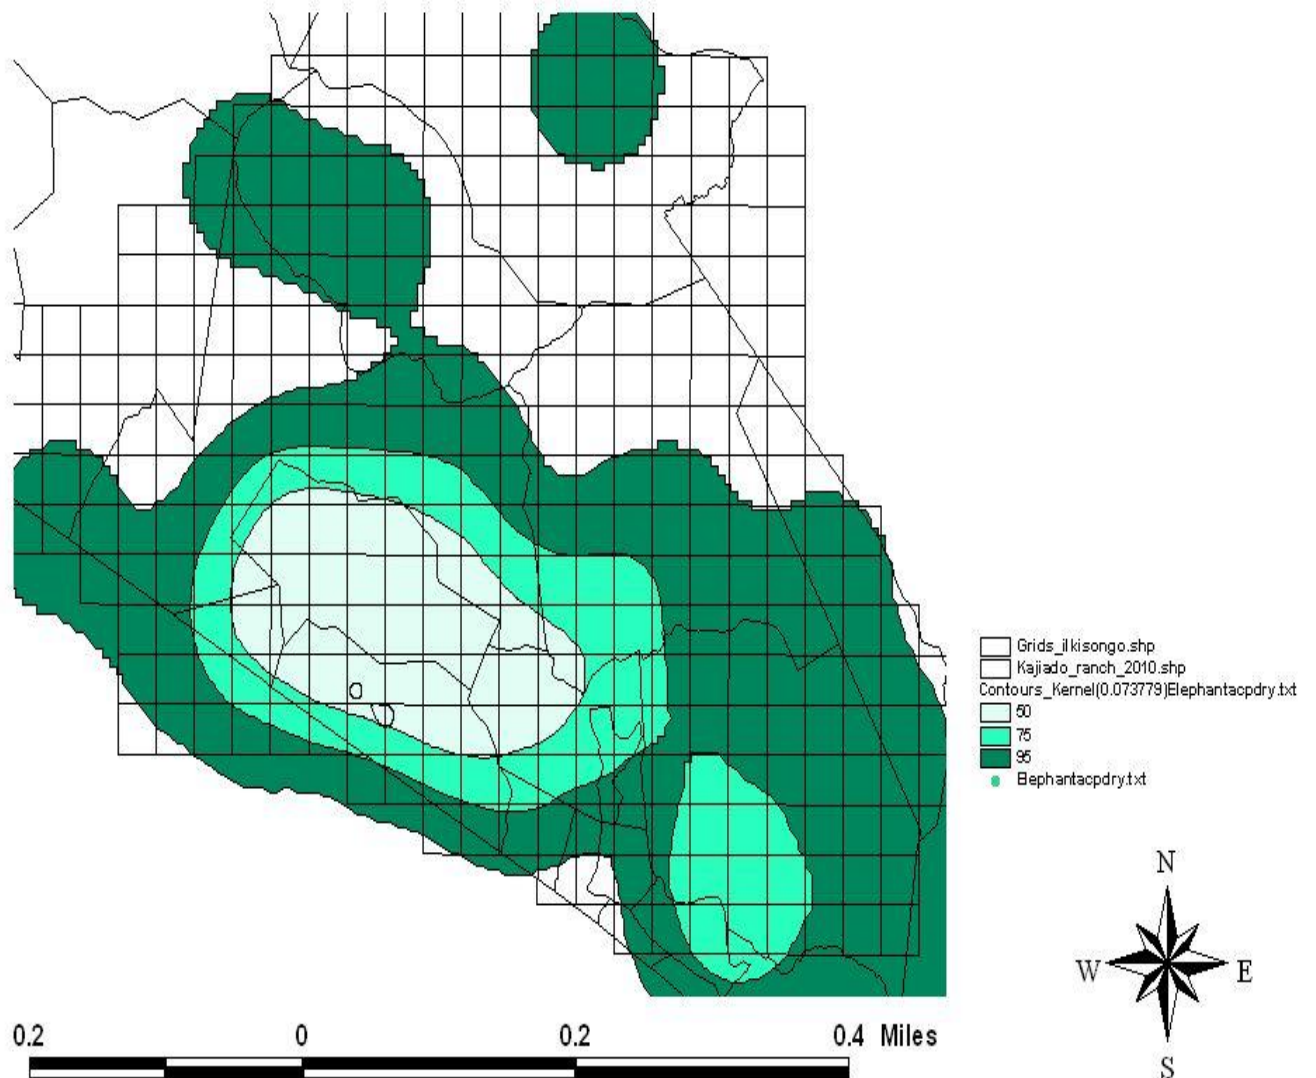 Grids_ilkisongo.shp
Kajiado_ranch_2010.shp
Contours_Kernel(0.073779)Elephantacpdry.txt
50
75
95
Elephantacpdry.txt
N
W E
S
0.2 0 0.2 0.4 Miles